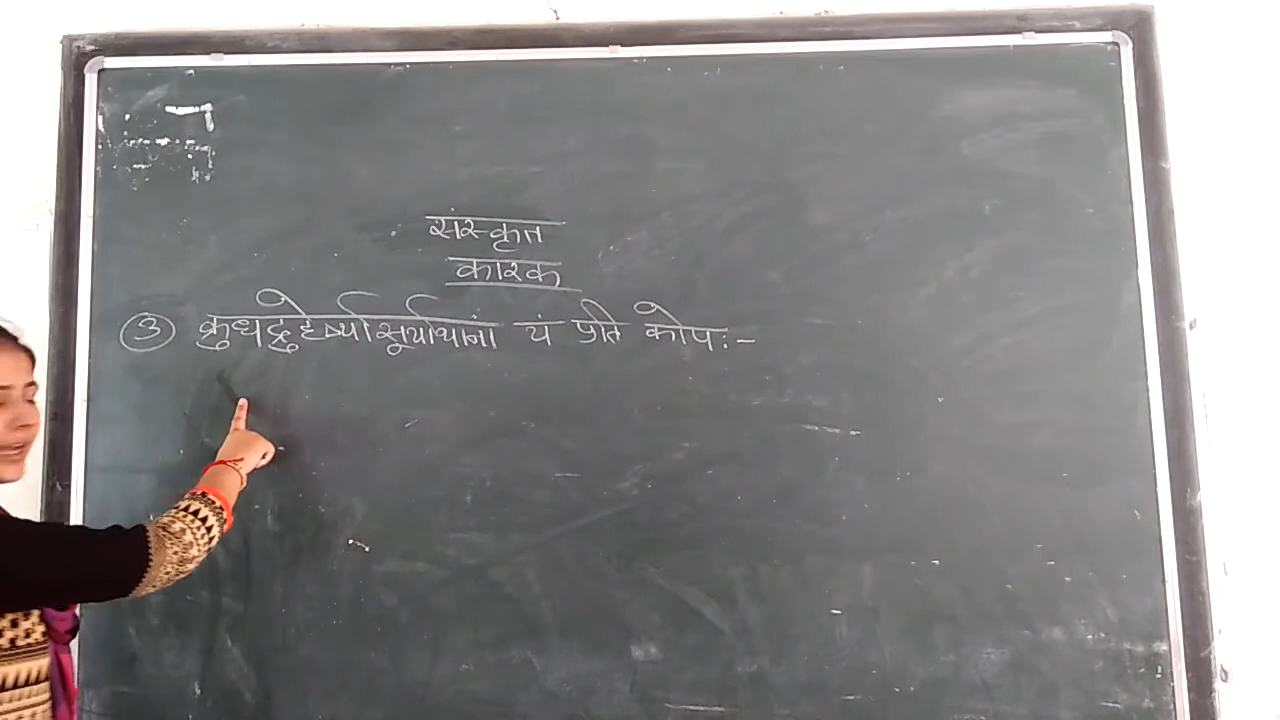 संस्कृत
कारक
③ क्रुधद्रुहेर्ष्यासूर्यायानां यं प्रति कोपः-